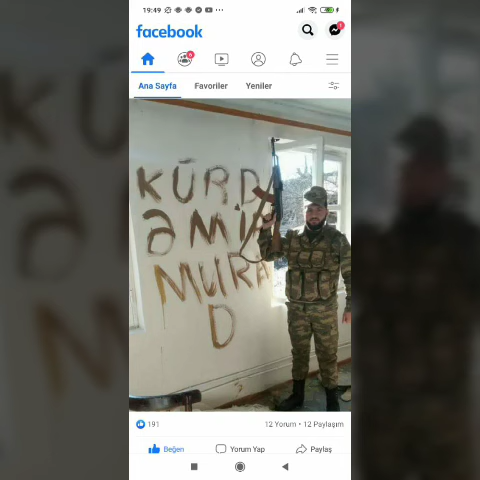 19:49
facebook
Ana Sayfa Favoriler Yeniler
KÜRD
ƏMİ
MURA
D
191 12 Yorum • 12 Paylaşım
Beğen Yorum Yap Paylaş